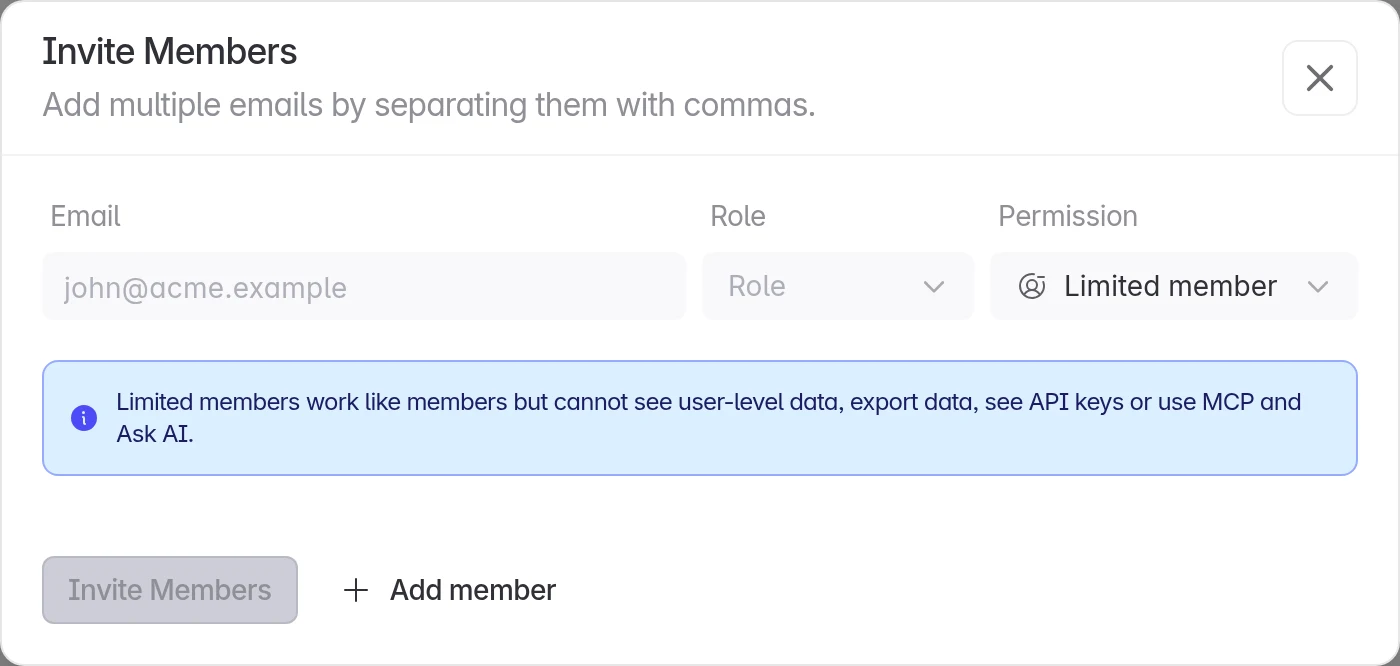 Invite Members
Add multiple emails by separating them with commas.
Email
Role
Permission
john@acme.example
Role
Limited member
Limited members work like members but cannot see user-level data, export data, see API keys or use MCP and
Ask AI.
Invite Members
Add member